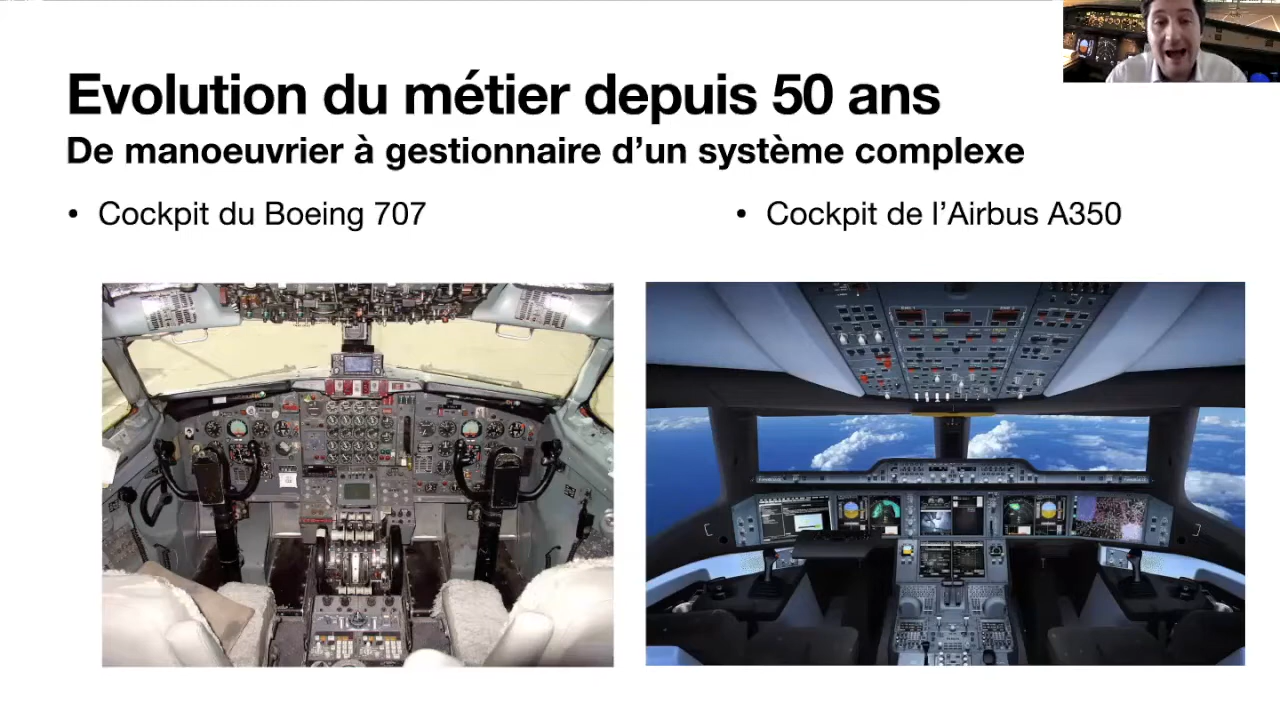 Evolution du métier depuis 50 ans
De manoeuvrier à gestionnaire d’un système complexe
• Cockpit du Boeing 707
• Cockpit de l’Airbus A350